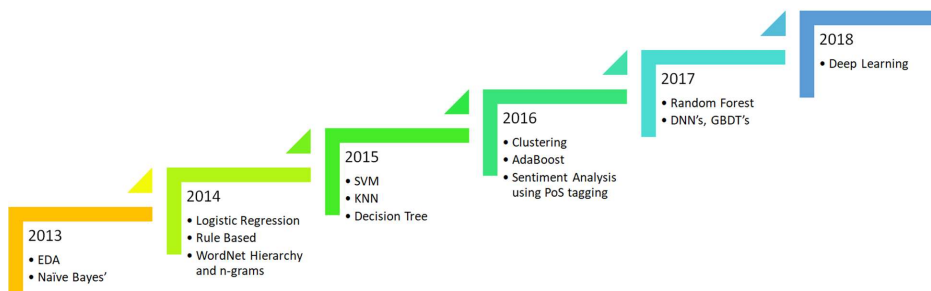 2013
• EDA
• Naïve Bayes'
2014
• Logistic Regression
• Rule Based
• WordNet Hierarchy
and n-grams
2015
• SVM
• KNN
• Decision Tree
2016
• Clustering
• AdaBoost
• Sentiment Analysis
using PoS tagging
2017
• Random Forest
• DNN's, GBDT's
2018
• Deep Learning